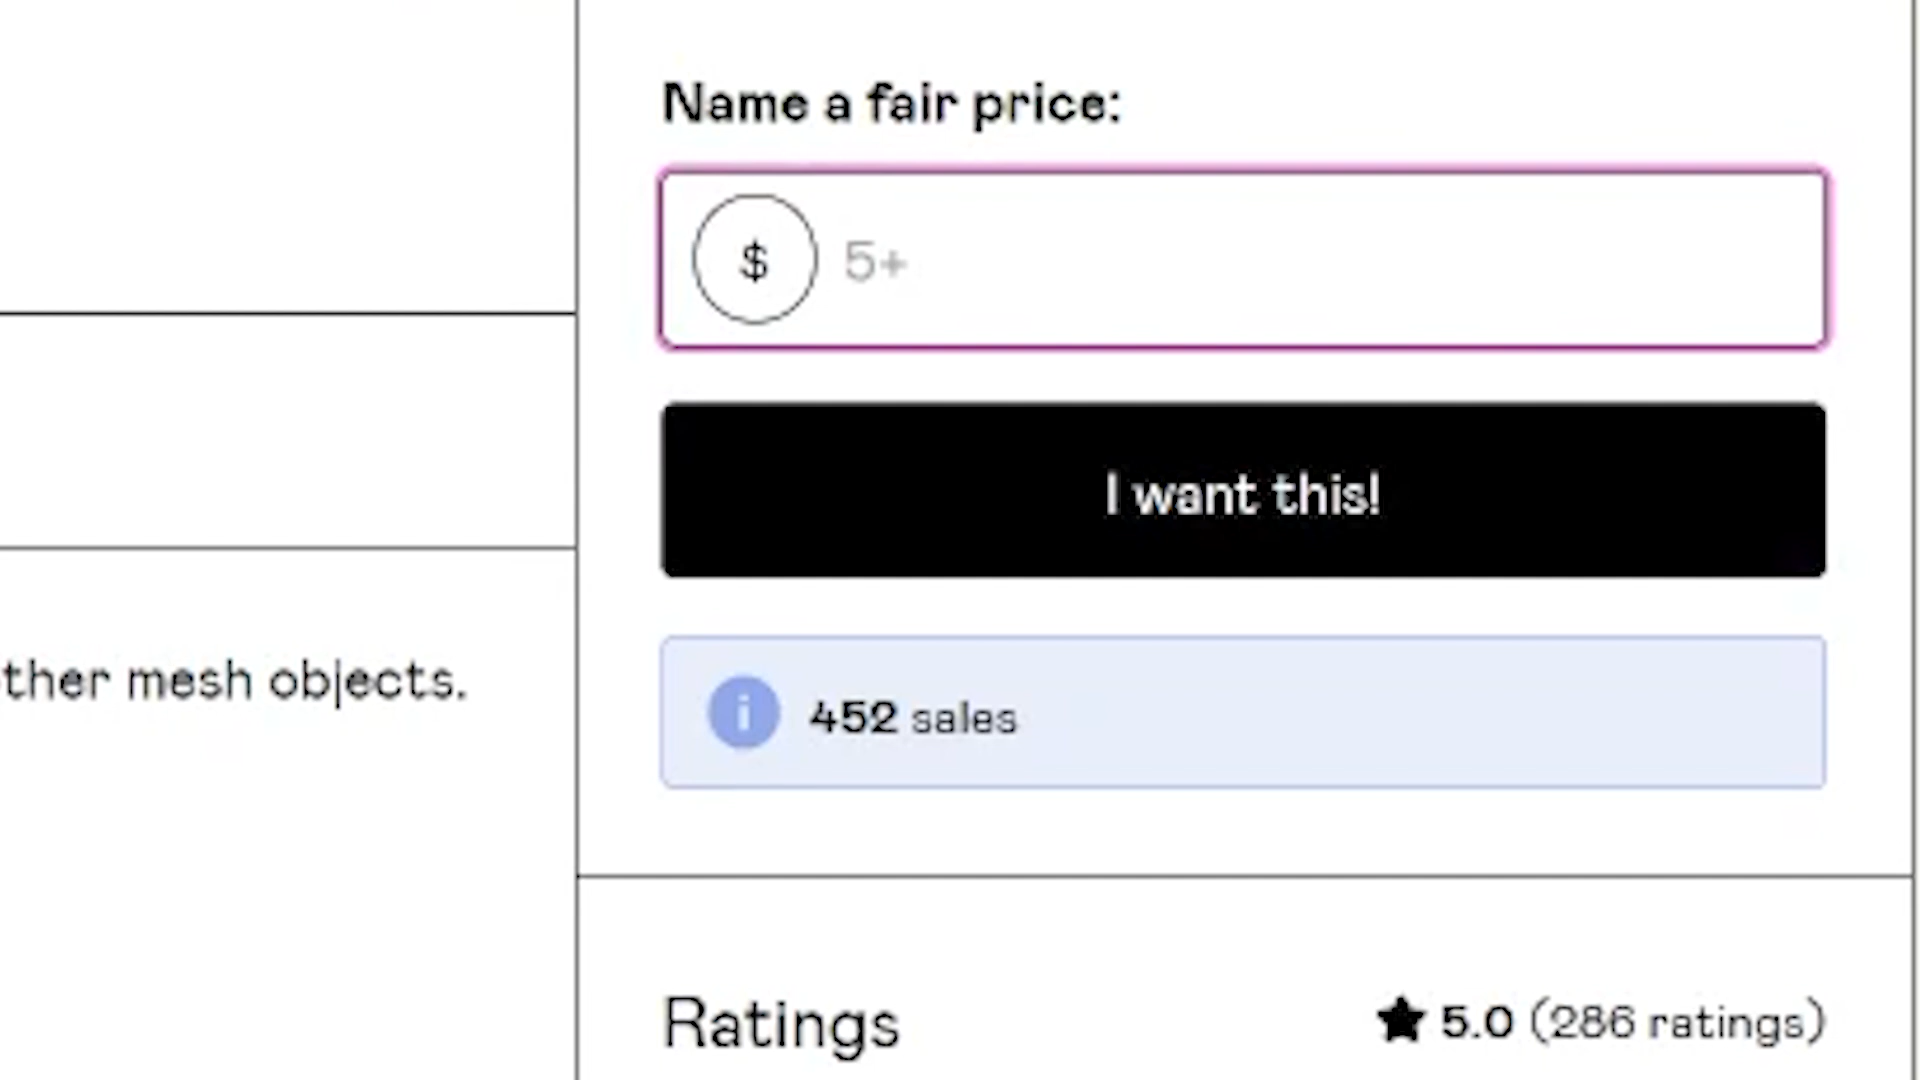 Name a fair price:
$ 5+
I want this!
ther mesh objects.
i 452 sales
Ratings ★ 5.0 (286 ratings)